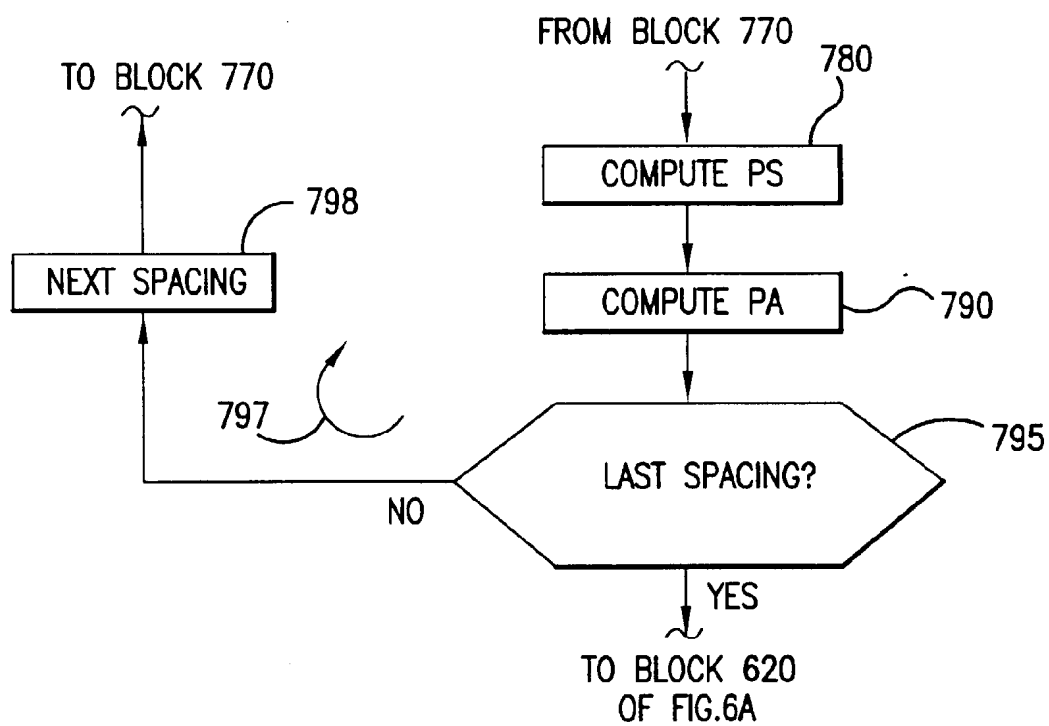 FROM BLOCK 770
780
TO BLOCK 770
COMPUTE PS
798
NEXT SPACING
COMPUTE PA
790
797
795
LAST SPACING?
NO
YES
TO BLOCK 620
OF FIG.6A